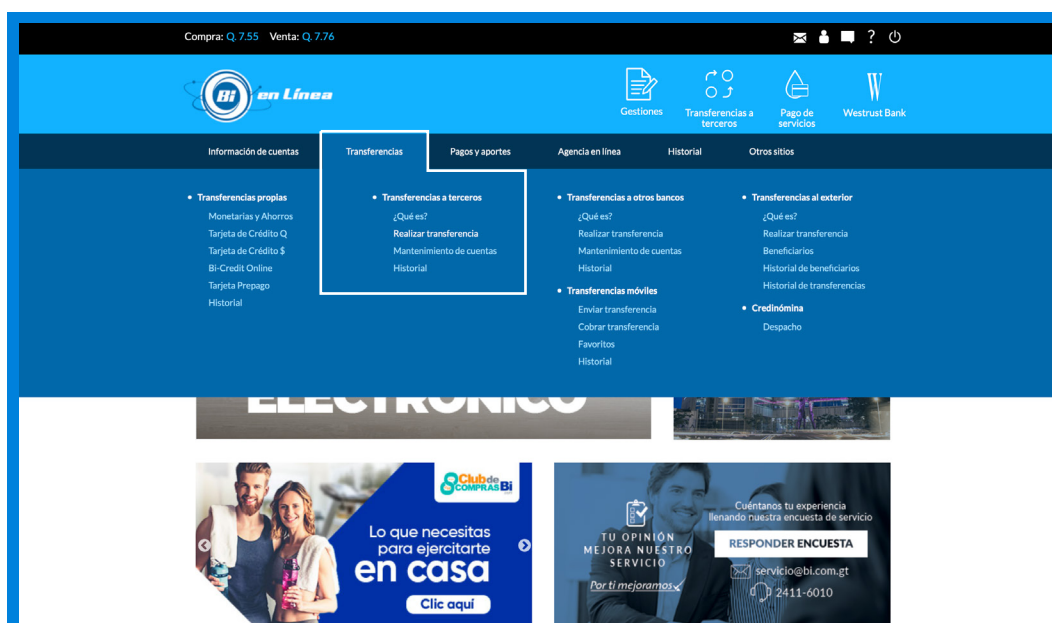 Compra: Q. 7.55 Venta: Q. 7.76
?
Bi en Línea
Gestiones
Transferencias a
terceros
Pago de
servicios
W
Westrust Bank
Información de cuentas
Transferencias
Pagos y aportes
Agencia en línea
Historial
Otros sitios
• Transferencias propias
Monetarias y Ahorros
Tarjeta de Crédito Q
Tarjeta de Crédito $
Bi-Credit Online
Tarjeta Prepago
Historial
• Transferencias a terceros
¿Qué es?
Realizar transferencia
Mantenimiento de cuentas
Historial
• Transferencias a otros bancos
¿Qué es?
Realizar transferencia
Mantenimiento de cuentas
Historial
• Transferencias móviles
Enviar transferencia
Cobrar transferencia
Favoritos
Historial
• Transferencias al exterior
¿Qué es?
Realizar transferencia
Beneficiarios
Historial de beneficiarios
Historial de transferencias
• Credinómina
Despacho
ELECTRÓNICO
Club de
COMPRAS Bi
Lo que necesitas
para ejercitarte
en casa
Clic aquí
TU OPINIÓN
MEJORA NUESTRO
SERVICIO
Por ti mejoramos
Cuéntanos tu experiencia
llenando nuestra encuesta de servicio
RESPONDER ENCUESTA
servicio@bi.com.gt
2411-6010